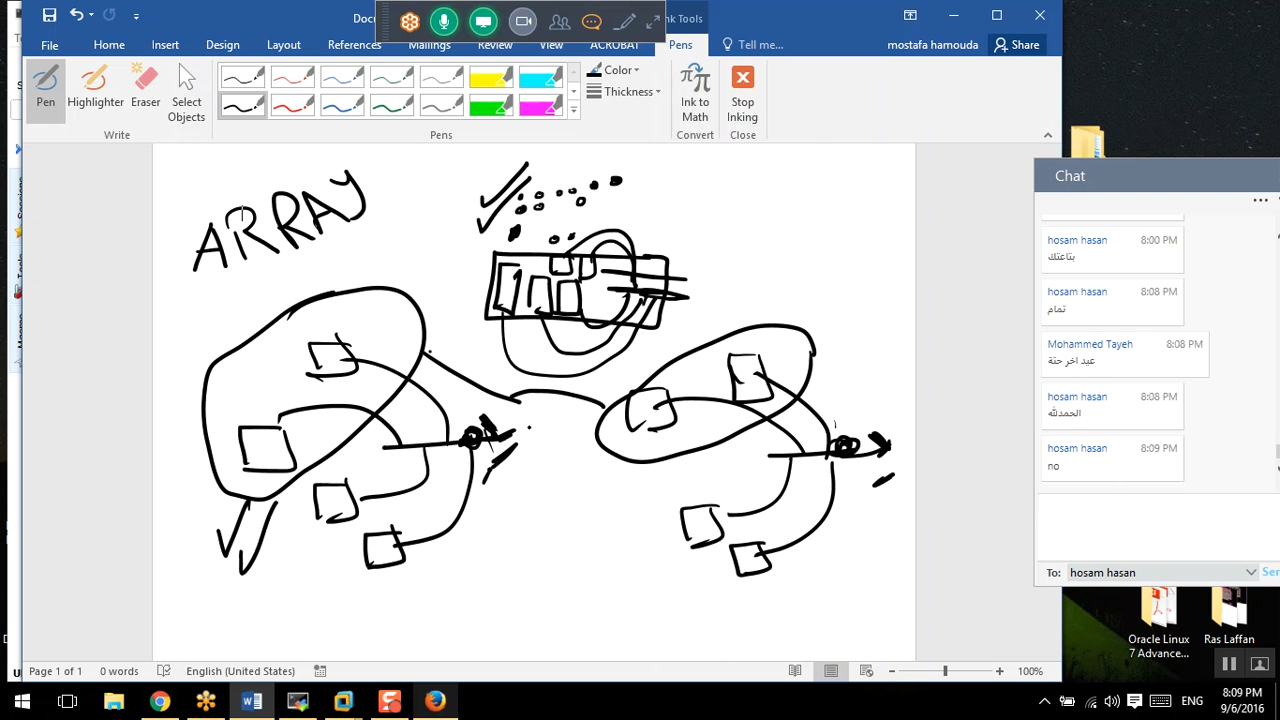 Doc
nk Tools
mostafa hamouda
Share
File
Home
Insert
Design
Layout
References
Mailings
Review
View
ACROBAT
Pens
Tell me...
Pen
Highlighter
Eraser
Select Objects
Color
Thickness
Ink to Math
Stop Inking
Write
Pens
Convert
Close
ARRAY
Chat
hosam hasan 8:00 PM
بتاعتك
hosam hasan 8:08 PM
تمام
Mohammed Tayeh 8:08 PM
عيد اخر حتة
hosam hasan 8:08 PM
الحمدلله
hosam hasan 8:09 PM
no
To: hosam hasan
Ser
Oracle Linux 7 Advance...
Ras Laffan
Page 1 of 1
0 words
English (United States)
100%
ENG
8:09 PM
9/6/2016